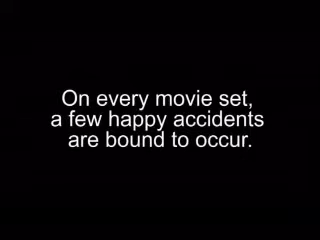 On every movie set,
a few happy accidents
are bound to occur.